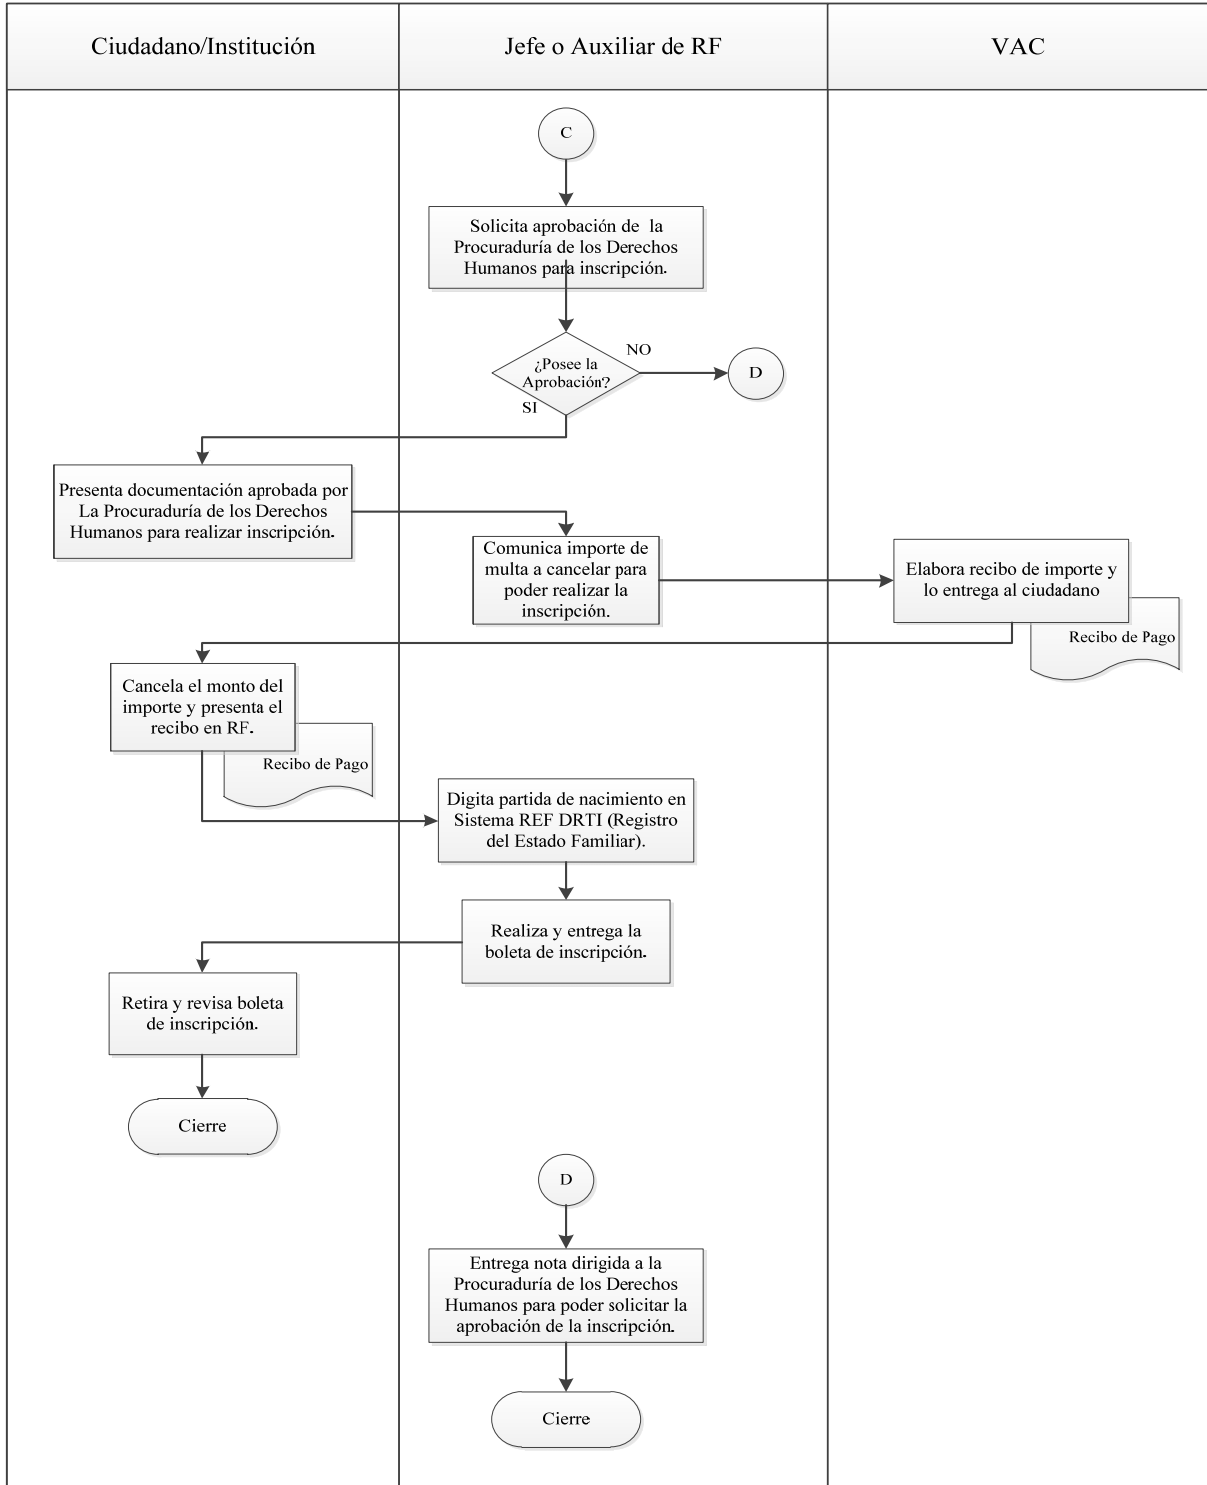 Ciudadano/Institución
Jefe o Auxiliar de RF
VAC
C
Solicita aprobación de la
Procuraduría de los Derechos
Humanos para inscripción.
¿Posee la
Aprobación?
NO
D
SI
Presenta documentación aprobada por
La Procuraduría de los Derechos
Humanos para realizar inscripción.
Comunica importe de
multa a cancelar para
poder realizar la
inscripción.
Elabora recibo de importe y
lo entrega al ciudadano
Recibo de Pago
Cancela el monto del
importe y presenta el
recibo en RF.
Recibo de Pago
Digita partida de nacimiento en
Sistema REF DRTI (Registro
del Estado Familiar).
Realiza y entrega la
boleta de inscripción.
Retira y revisa boleta
de inscripción.
Cierre
D
Entrega nota dirigida a la
Procuraduría de los Derechos
Humanos para poder solicitar la
aprobación de la inscripción.
Cierre